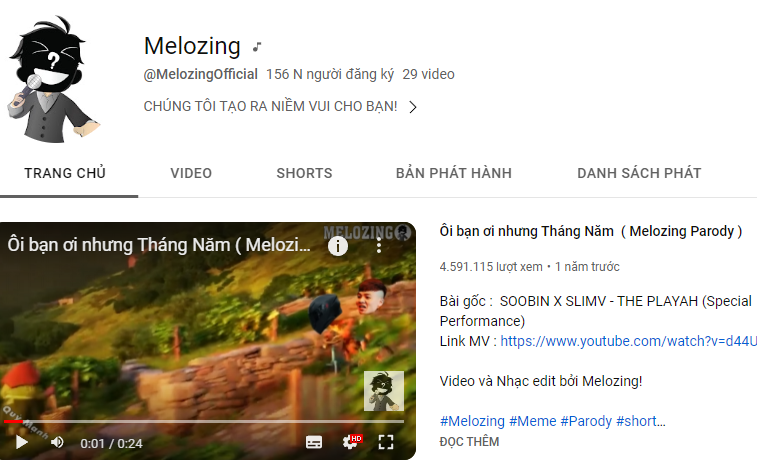 Melozing
@MelozingOfficial 156 N người đăng ký 29 video
CHÚNG TÔI TẠO RA NIỀM VUI CHO BẠN!
TRANG CHỦ VIDEO SHORTS BẢN PHÁT HÀNH DANH SÁCH PHÁT
Ôi bạn ơi nhưng Tháng Năm ( Melozi...
MELOZING
Quý Mạnh
0:01 / 0:24
HD
Ôi bạn ơi nhưng Tháng Năm ( Melozing Parody )
4.591.115 lượt xem • 1 năm trước
Bài gốc : SOOBIN X SLIMV - THE PLAYAH (Special
Performance)
Link MV : https://www.youtube.com/watch?v=d44U
Video và Nhạc edit bởi Melozing!
#Melozing #Meme #Parody #short...
ĐỌC THÊM